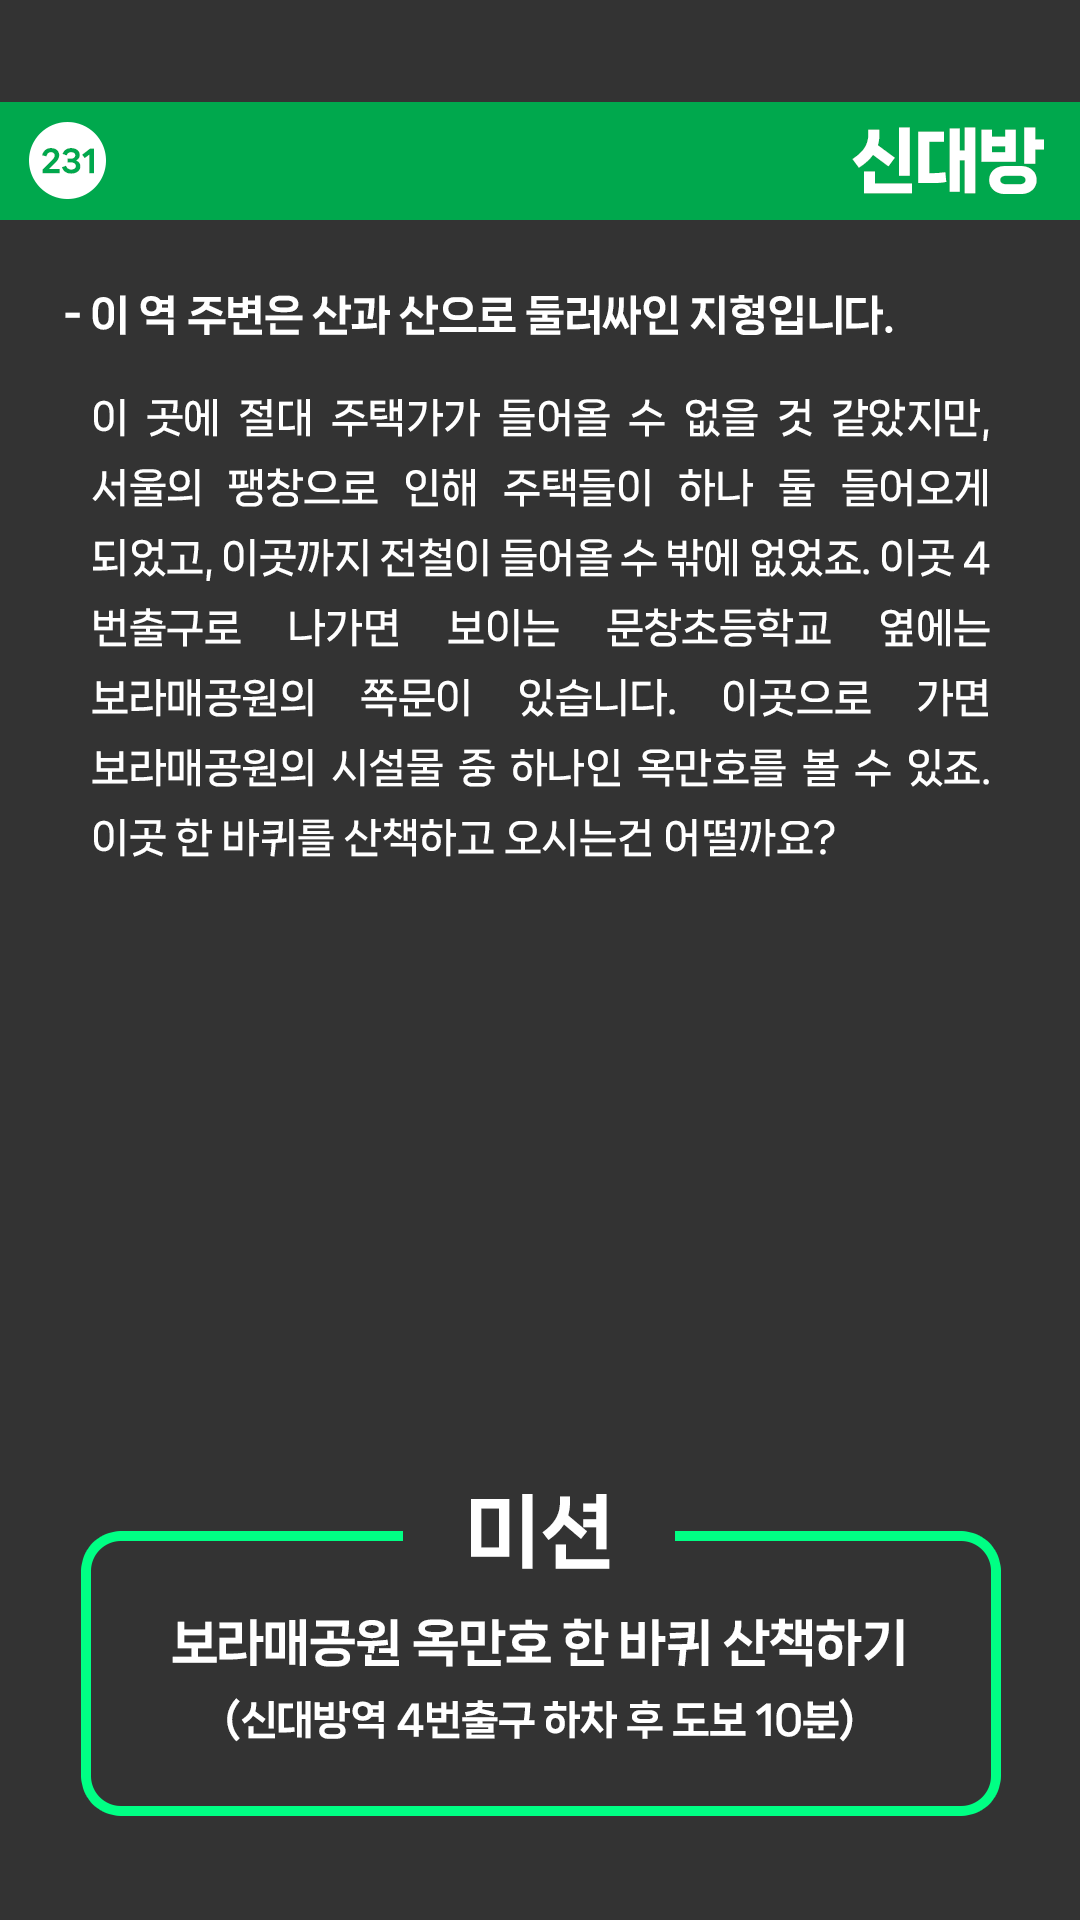 231
신대방
- 이 역 주변은 산과 산으로 둘러싸인 지형입니다.
이 곳에 절대 주택가가 들어올 수 없을 것 같았지만,
서울의 팽창으로 인해 주택들이 하나 둘 들어오게
되었고, 이곳까지 전철이 들어올 수 밖에 없었죠. 이곳 4
번출구로 나가면 보이는 문창초등학교 옆에는
보라매공원의 쪽문이 있습니다. 이곳으로 가면
보라매공원의 시설물 중 하나인 옥만호를 볼 수 있죠.
이곳 한 바퀴를 산책하고 오시는건 어떨까요?
미션
보라매공원 옥만호 한 바퀴 산책하기
(신대방역 4번출구 하차 후 도보 10분)